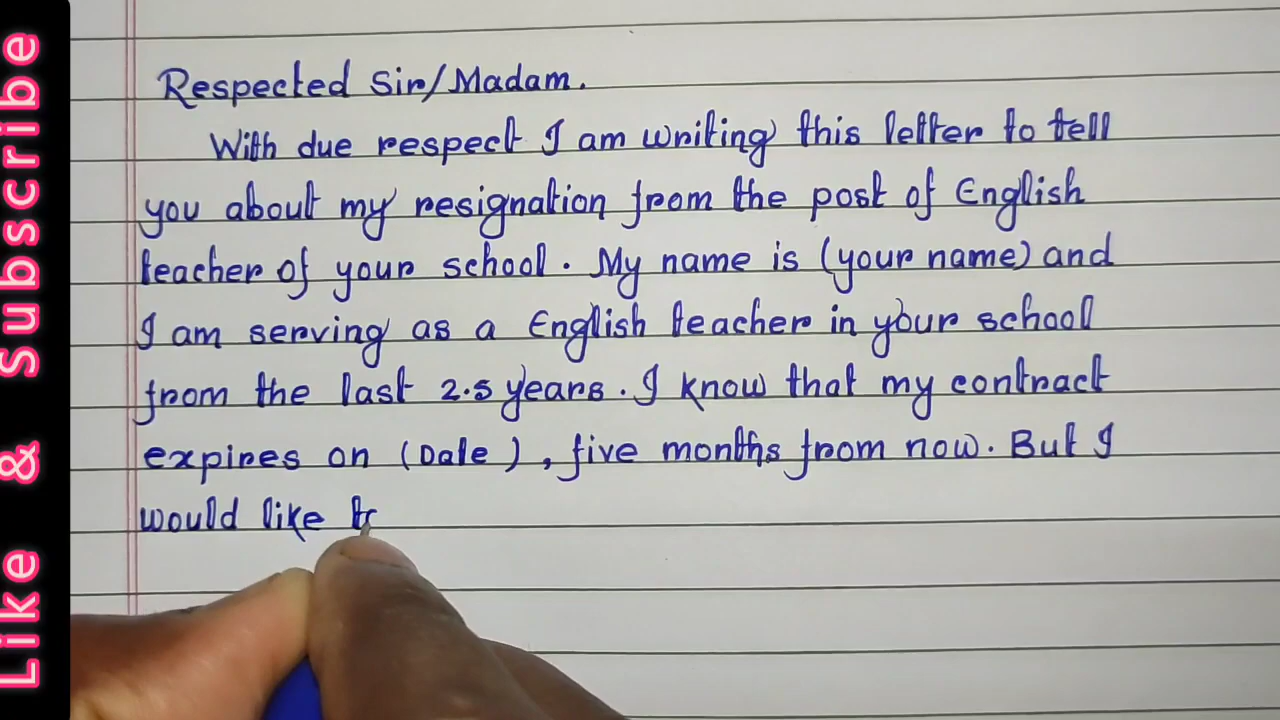 Like & Subscribe
Respected Sir/Madam.
With due respect I am writing this letter to tell
you about my resignation from the post of English
teacher of your school. My name is (your name) and
I am serving as a English teacher in your school
from the last 2.5 years. I know that my contract
expires on (Date), five months from now. But I
would like